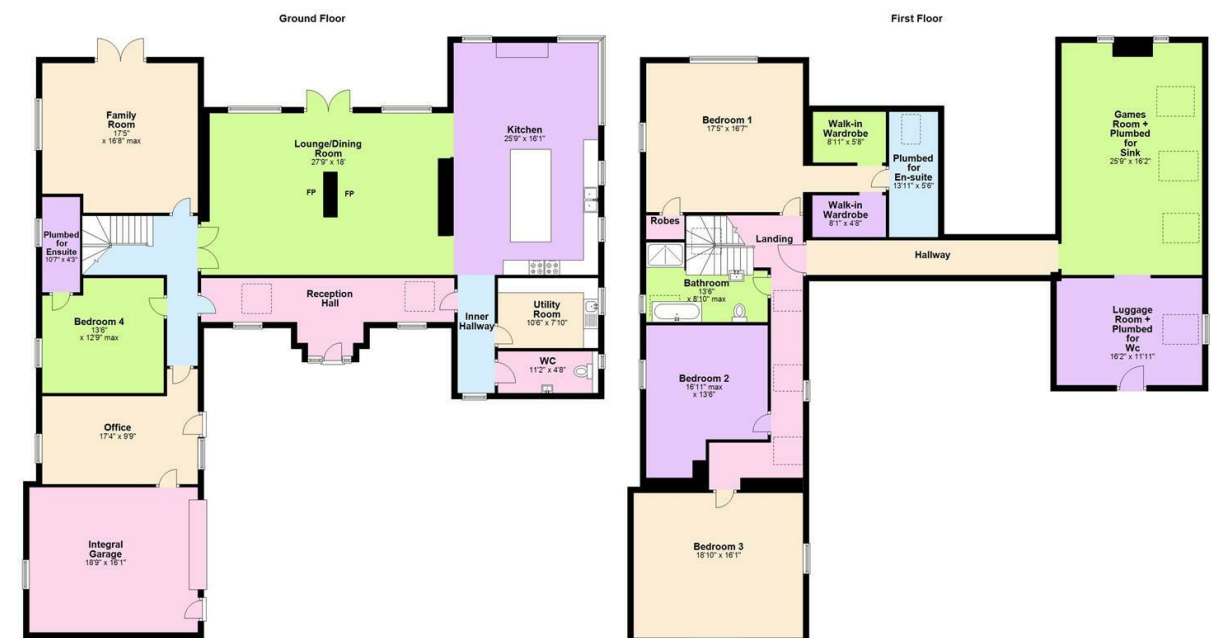 Ground Floor
Family
Room
17'5"
x 16'8" max
Lounge/Dining
Room
27'9" x 18'
FP
FP
Kitchen
25'9" x 16'1"
Plumbed
for
Ensuite
10'7" x 4'3"
Bedroom 4
13'6"
x 12'9" max
Reception
Hall
Inner
Hallway
Utility
Room
10'6" x 7'10"
WC
11'2" x 4'8"
Office
17'4" x 9'9"
Integral
Garage
18'9" x 16'1"
First Floor
Bedroom 1
17'5" x 16'7"
Walk-in
Wardrobe
8'11" x 5'8"
Plumbed
for
En-suite
13'11" x 5'6"
Walk-in
Wardrobe
8'1" x 4'8"
Games
Room +
Plumbed
for
Sink
25'9" x 16'2"
Robes
Landing
Hallway
Bathroom
13'6"
x 8'10" max
Luggage
Room +
Plumbed
for
Wc
16'2" x 11'11"
Bedroom 2
16'11" max
x 13'6"
Bedroom 3
18'10" x 16'1"